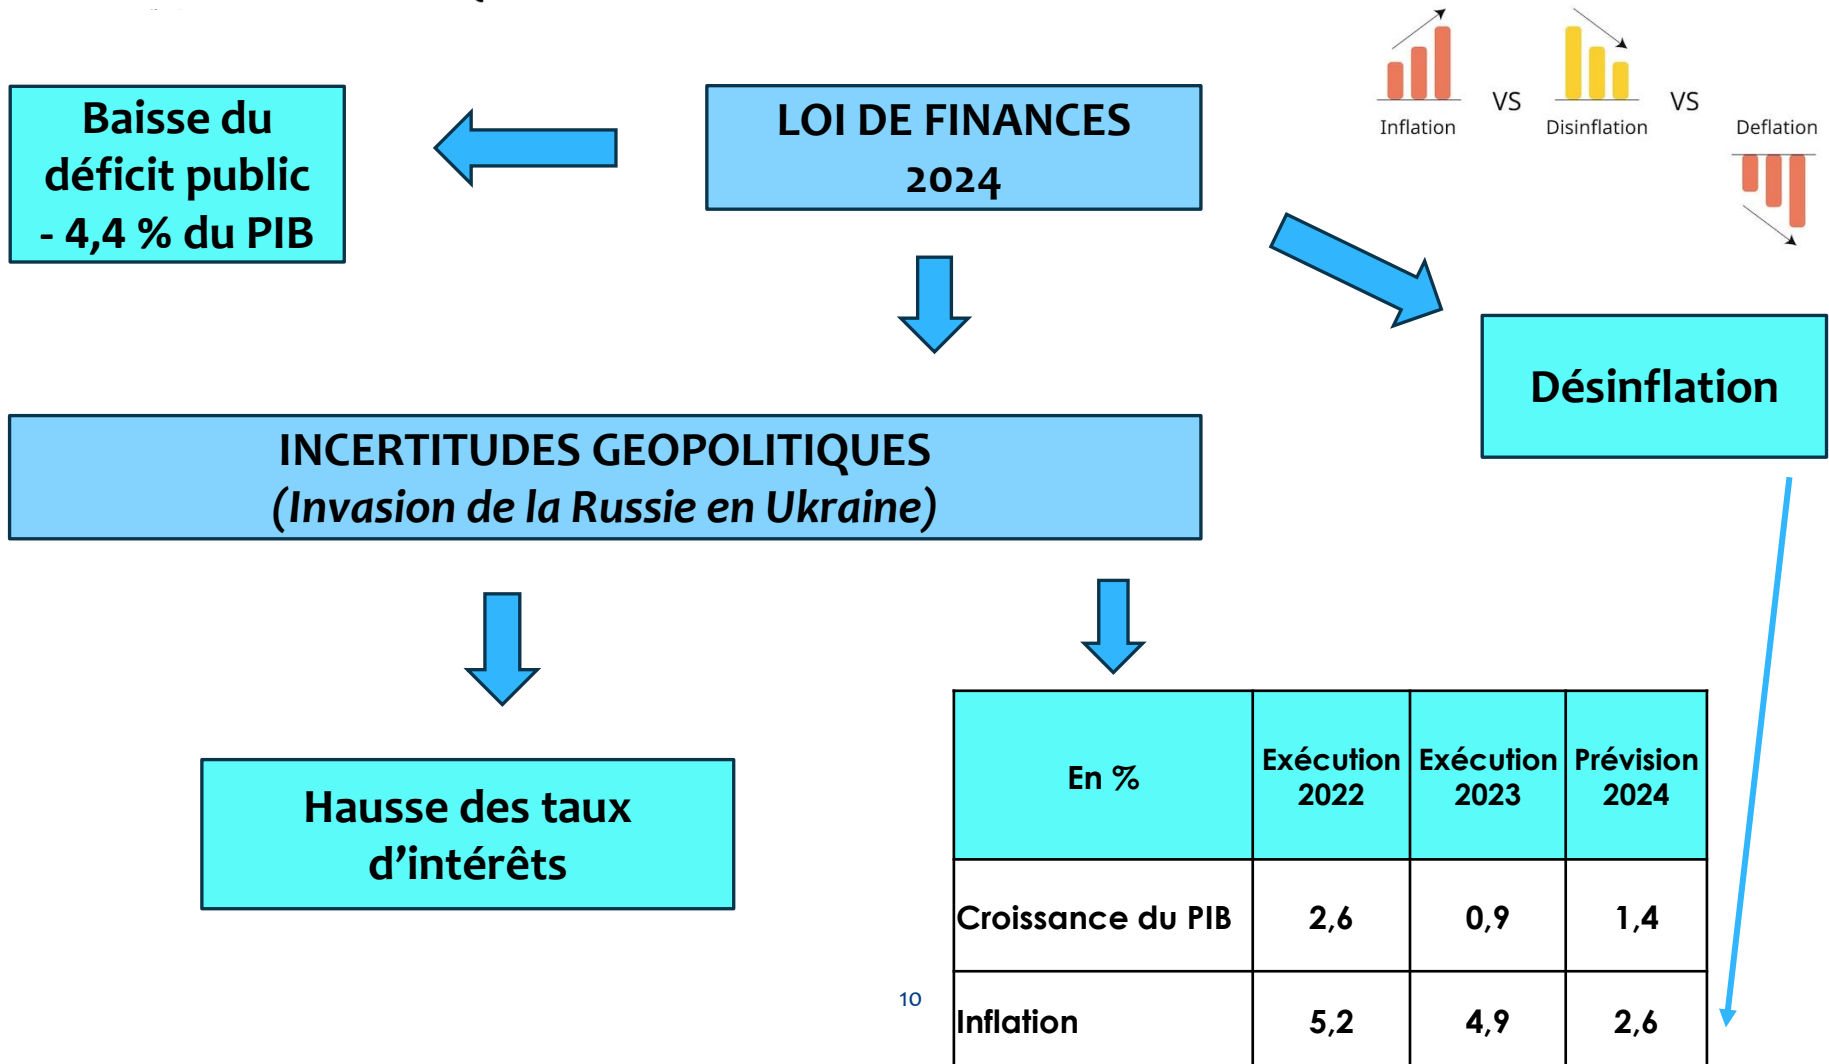 Inflation
VS
Disinflation
VS
Deflation
Baisse du
déficit public
- 4,4 % du PIB
LOI DE FINANCES
2024
Désinflation
INCERTITUDES GEOPOLITIQUES
(Invasion de la Russie en Ukraine)
Hausse des taux
d’intérêts
En %
Exécution
2022
Exécution
2023
Prévision
2024
Croissance du PIB
2,6
0,9
1,4
Inflation
5,2
4,9
2,6
10